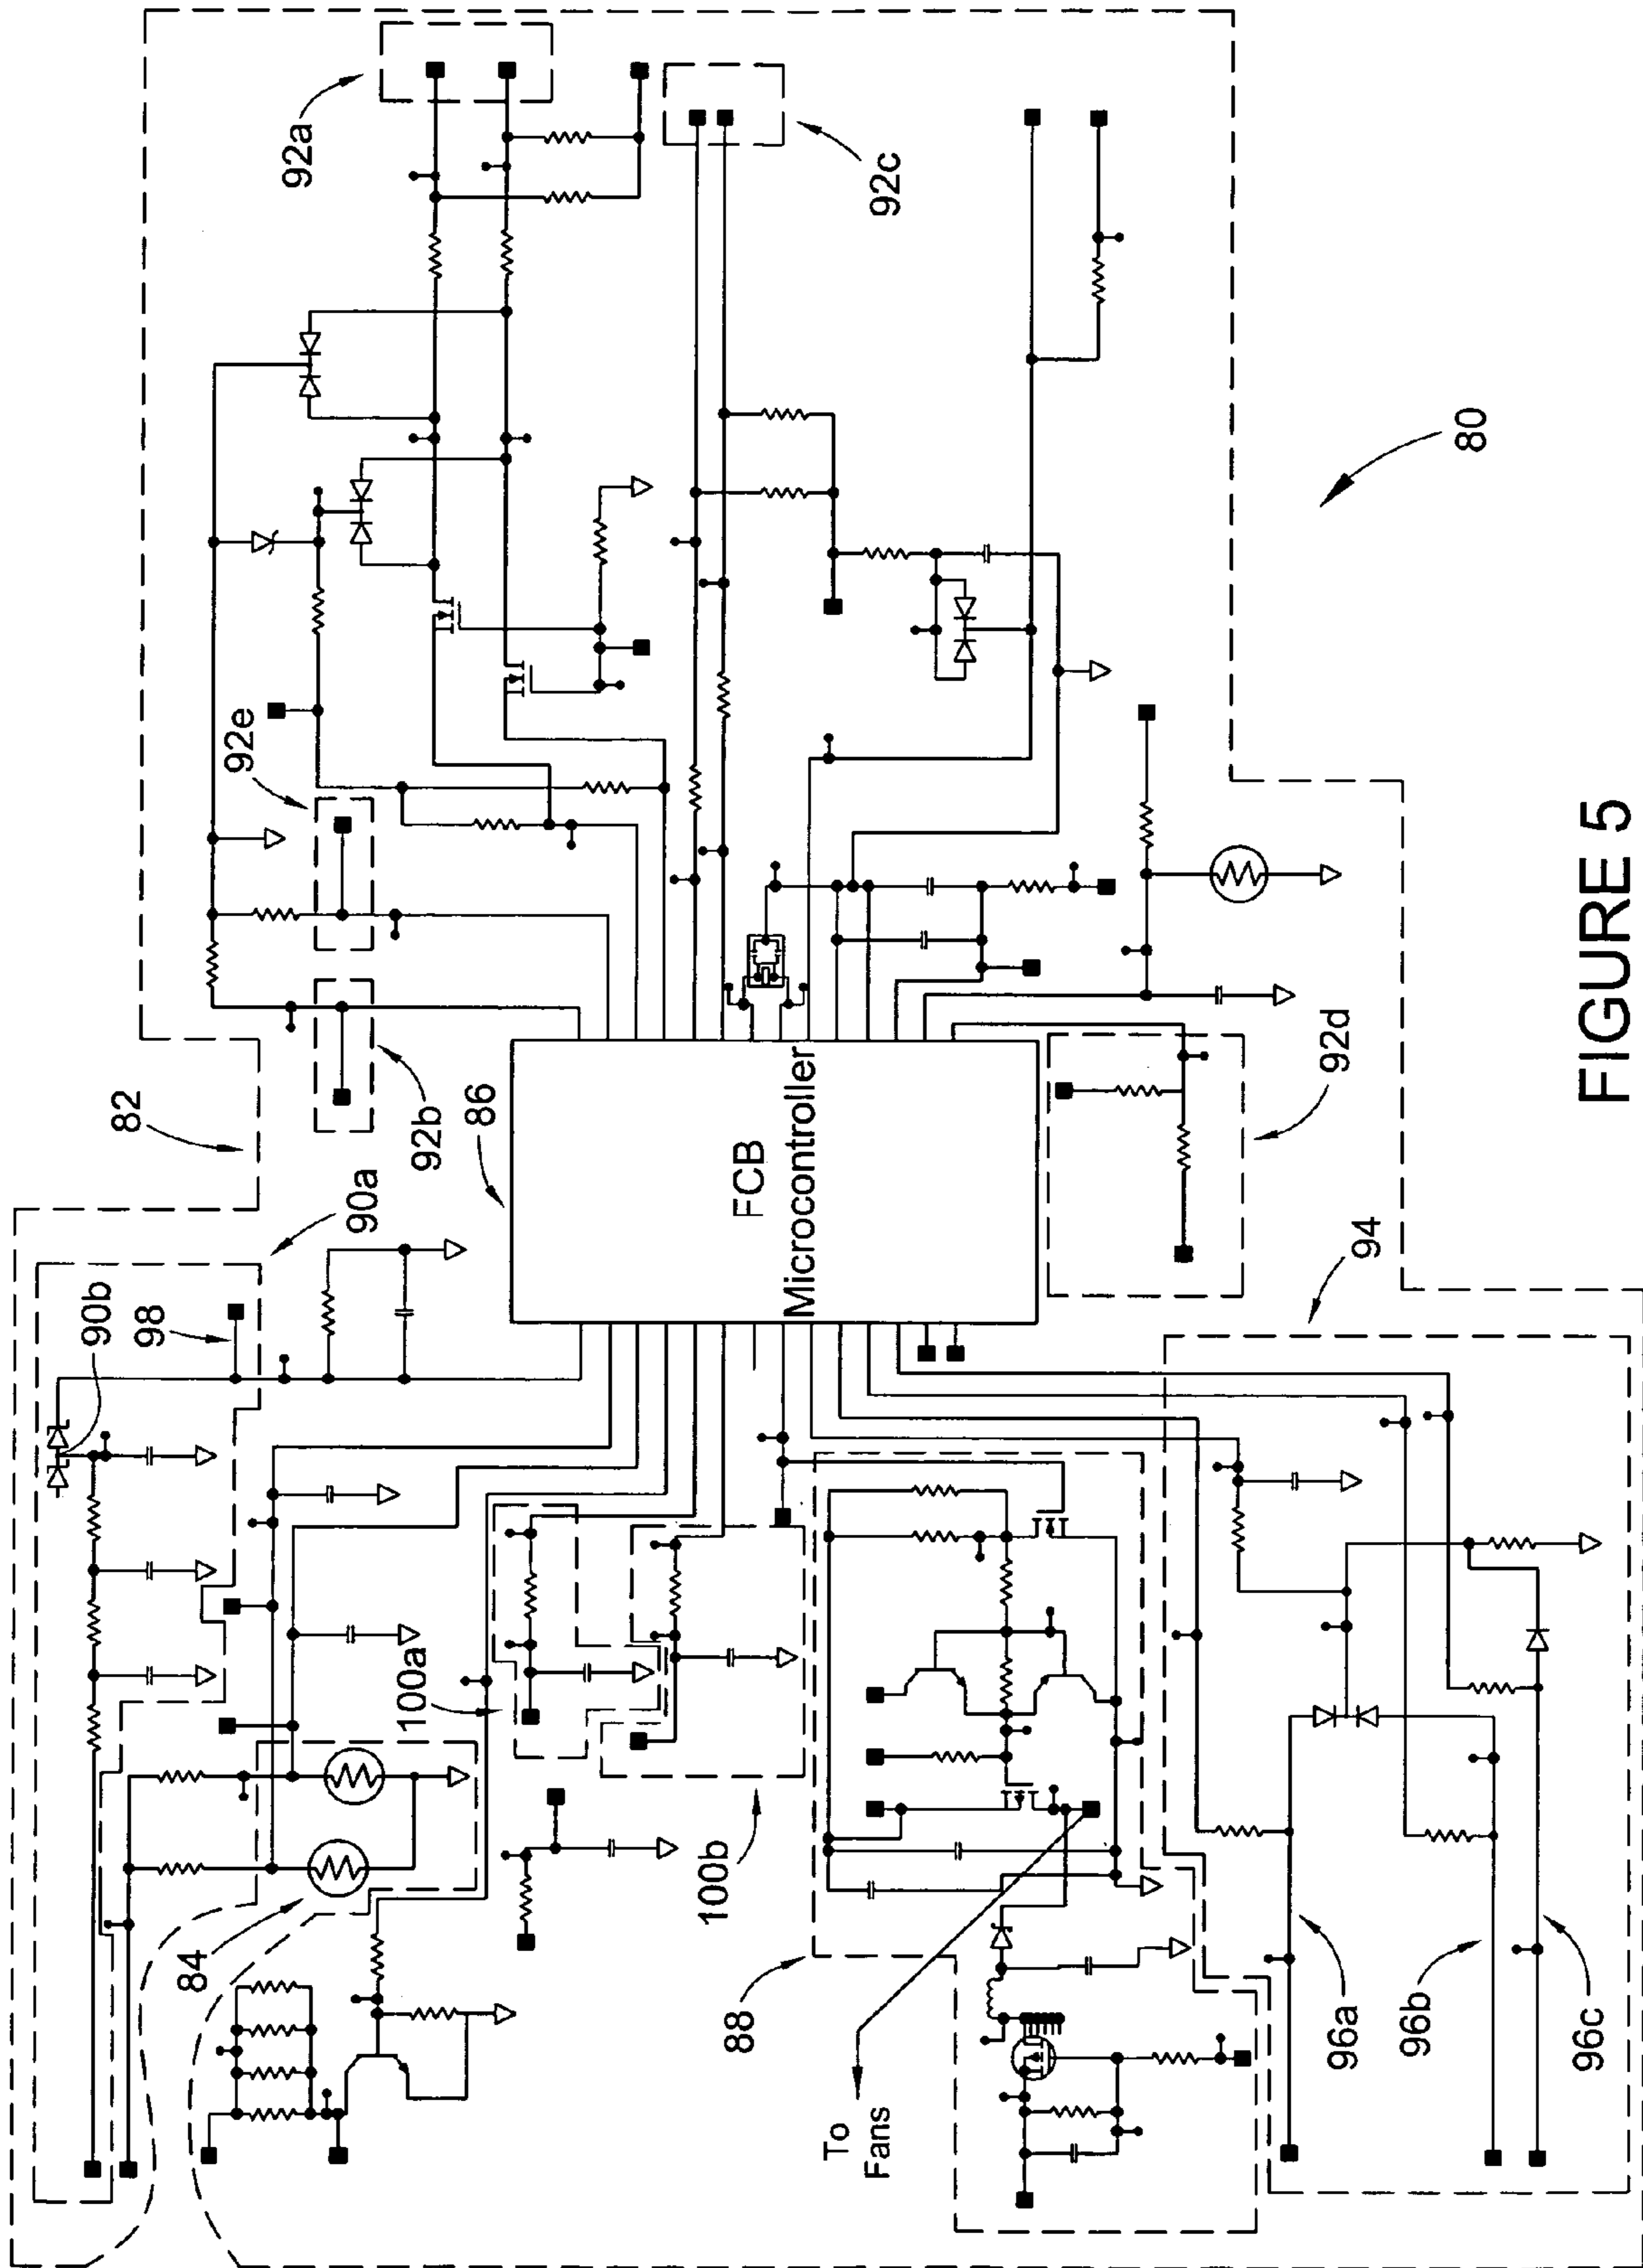 92a
92c
80
92e
82
92b
86
FCB
Microcontroller
92d
90a
90b
98
94
100a
100b
84
88
To
Fans
96a
96b
96c
FIGURE 5